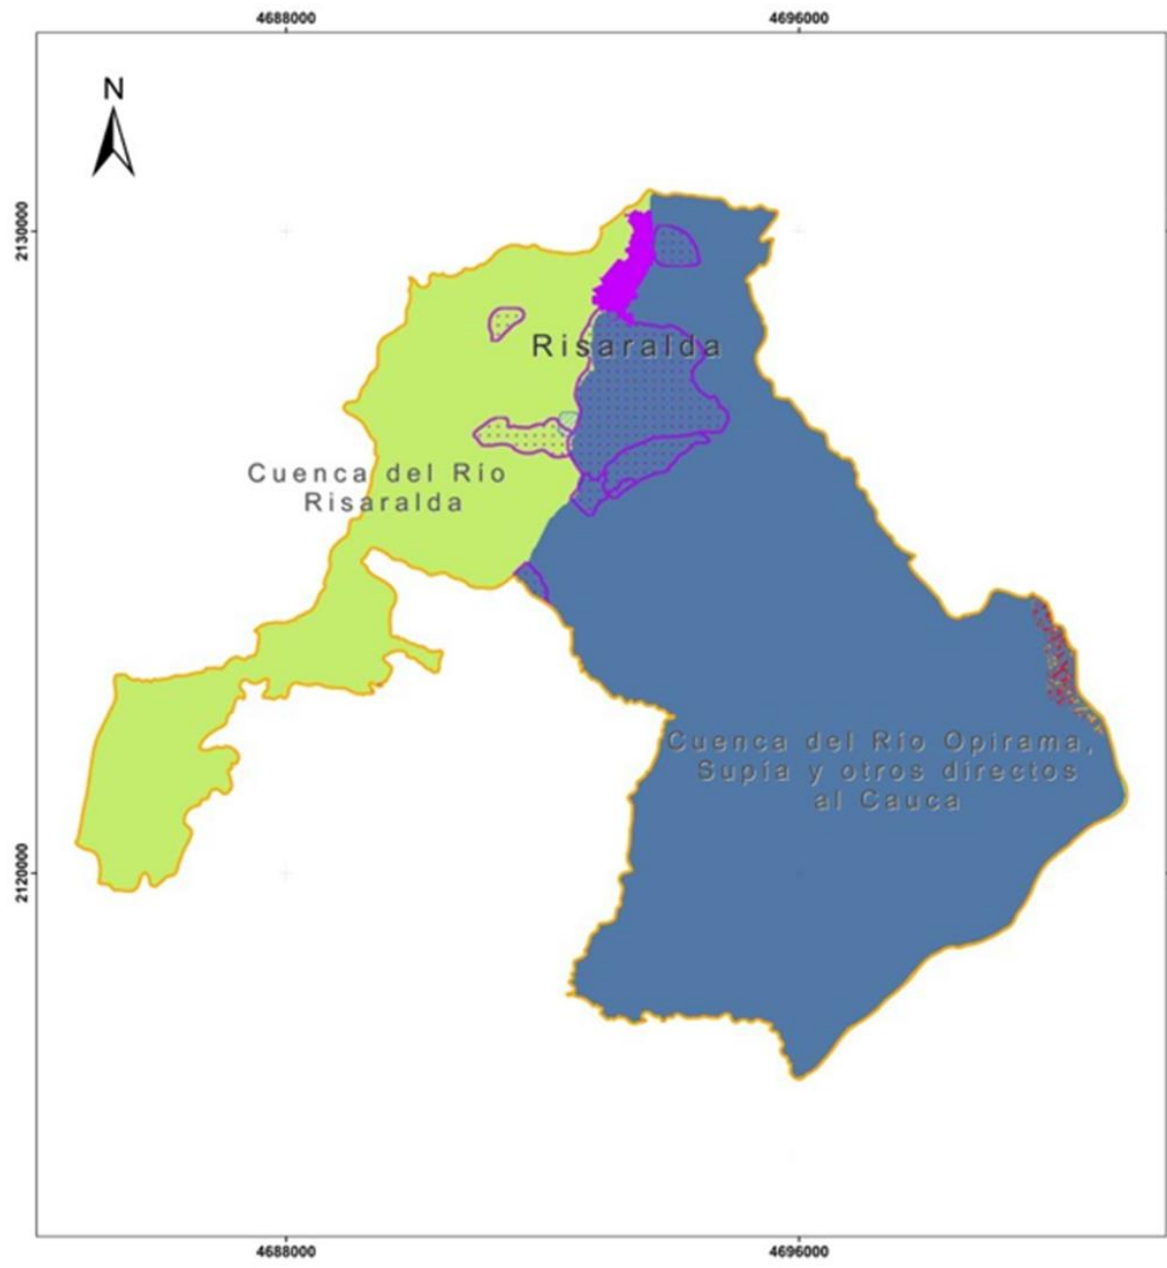 4688000 4696000
N
2130000
Risaralda
Cuenca del Río
Risaralda
Cuenca del Río Opirama,
Supía y otros directos
al Cauca
2120000
4688000 4696000